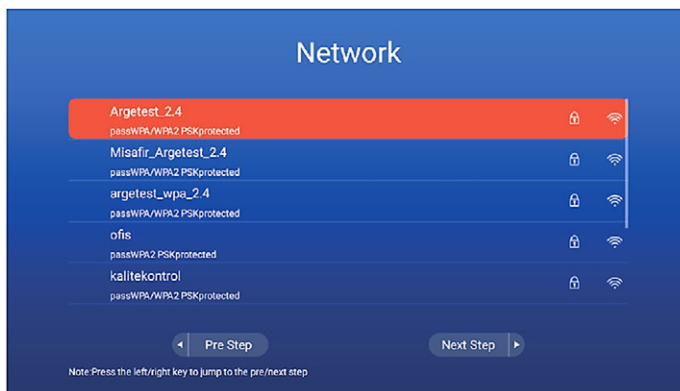 Network
Argetest_2.4
passWPA/WPA2 PSKprotected
Misafir_Argetest_2.4
passWPA/WPA2 PSKprotected
argetest_wpa_2.4
passWPA/WPA2 PSKprotected
ofis
passWPA2 PSKprotected
kalitekontrol
passWPA/WPA2 PSKprotected
Pre Step
Next Step
Note:Press the left/right key to jump to the pre/next step